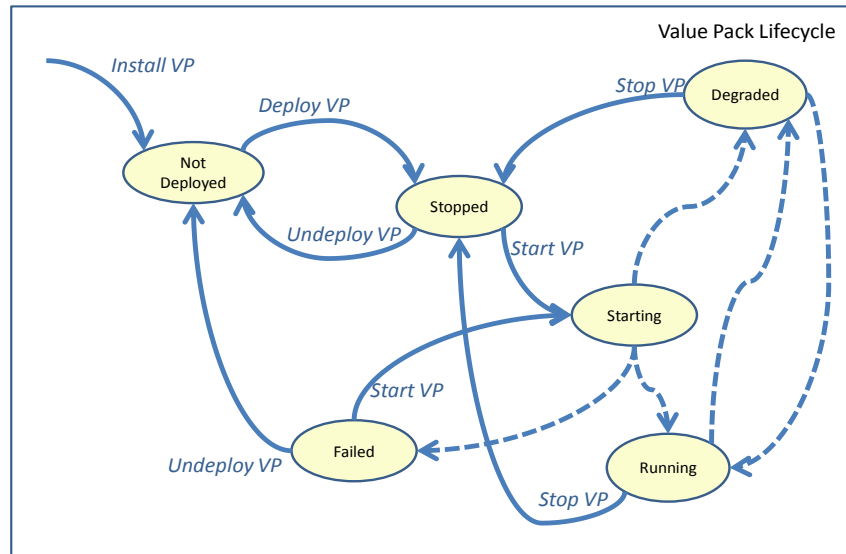 Value Pack Lifecycle
Install VP
Stop VP
Degraded
Deploy VP
Not
Deployed
Stopped
Undeploy VP
Start VP
Starting
Start VP
Failed
Undeploy VP
Running
Stop VP